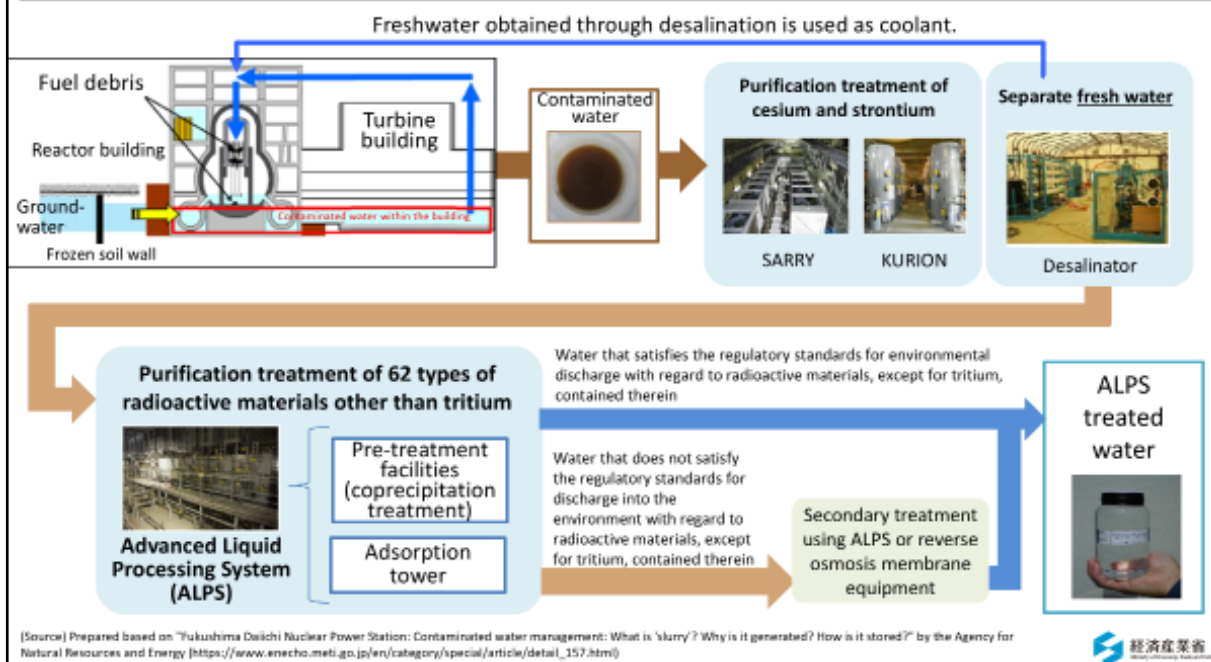 Freshwater obtained through desalination is used as coolant.
Fuel debris
Reactor building
Ground-
water
Frozen soil wall
Turbine
building
Contaminated water within the building
Contaminated
water
Purification treatment of
cesium and strontium
SARRY
KURION
Separate fresh water
Desalinator
Purification treatment of 62 types of
radioactive materials other than tritium
Advanced Liquid
Processing System
(ALPS)
Pre-treatment
facilities
(coprecipitation
treatment)
Adsorption
tower
Water that satisfies the regulatory standards for environmental
discharge with regard to radioactive materials, except for tritium,
contained therein
Water that does not satisfy
the regulatory standards for
discharge into the
environment with regard to
radioactive materials, except
for tritium, contained therein
Secondary treatment
using ALPS or reverse
osmosis membrane
equipment
ALPS
treated
water
(Source) Prepared based on "Fukushima Daiichi Nuclear Power Station: Contaminated water management: What is 'slurry'? Why is it generated? How is it stored?" by the Agency for
Natural Resources and Energy (https://www.enecho.meti.go.jp/en/category/special/article/detail_157.html)
経済産業省